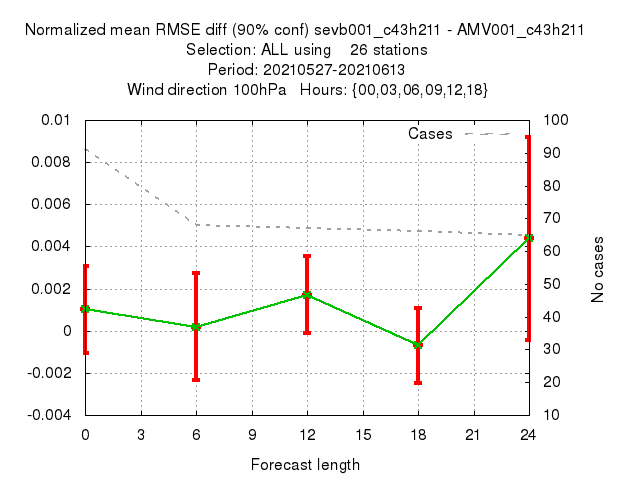 Normalized mean RMSE diff (90% conf) sevb001_c43h211 - AMV001_c43h211
Selection: ALL using 26 stations
Period: 20210527-20210613
Wind direction 100hPa Hours: {00,03,06,09,12,18}
0.01
0.008
0.006
0.004
0.002
0
-0.002
-0.004
Cases
100
90
80
70
60
50
40
30
20
10
No cases
0 3 6 9 12 15 18 21 24
Forecast length